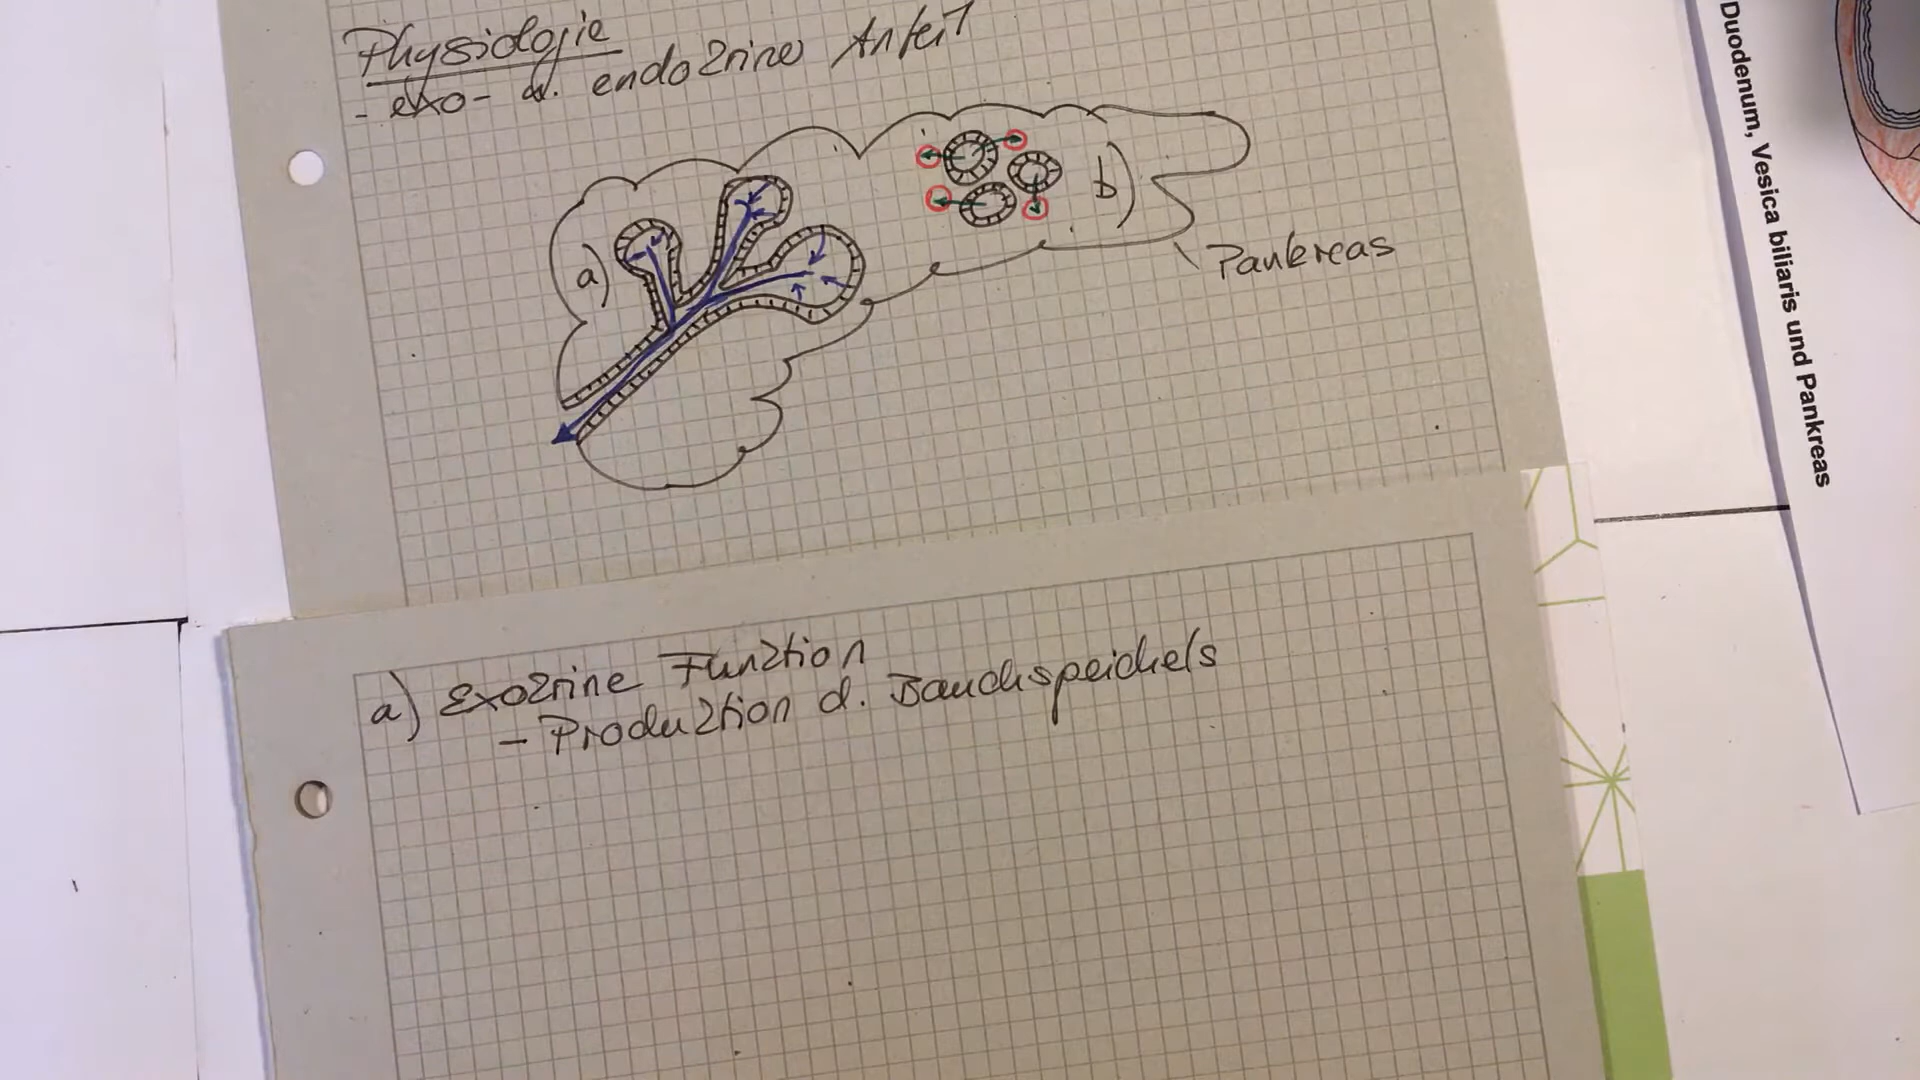 Physiologie
- exo- u. endokrine Anteil
a)
b)
Pankreas
a) Exokrine Funktion
- Produktion d. Bauchspeichels
Duodenum, Vesica biliaris und Pankreas